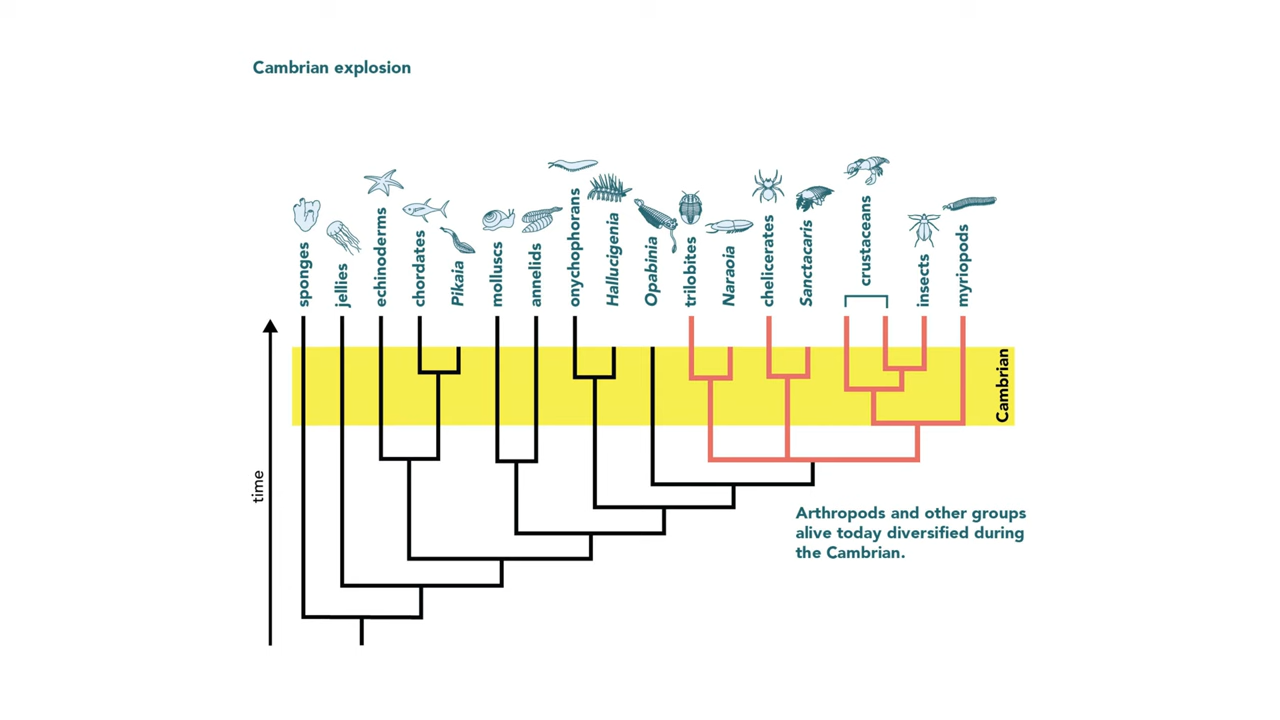 Cambrian explosion
sponges
jellies
echinoderms
chordates
Pikaia
molluscs
annelids
onychophorans
Hallucigenia
Opabinia
trilobites
Naraoia
chelicerates
Sanctacaris
crustaceans
insects
myriopods
Cambrian
time
Arthropods and other groups
alive today diversified during
the Cambrian.